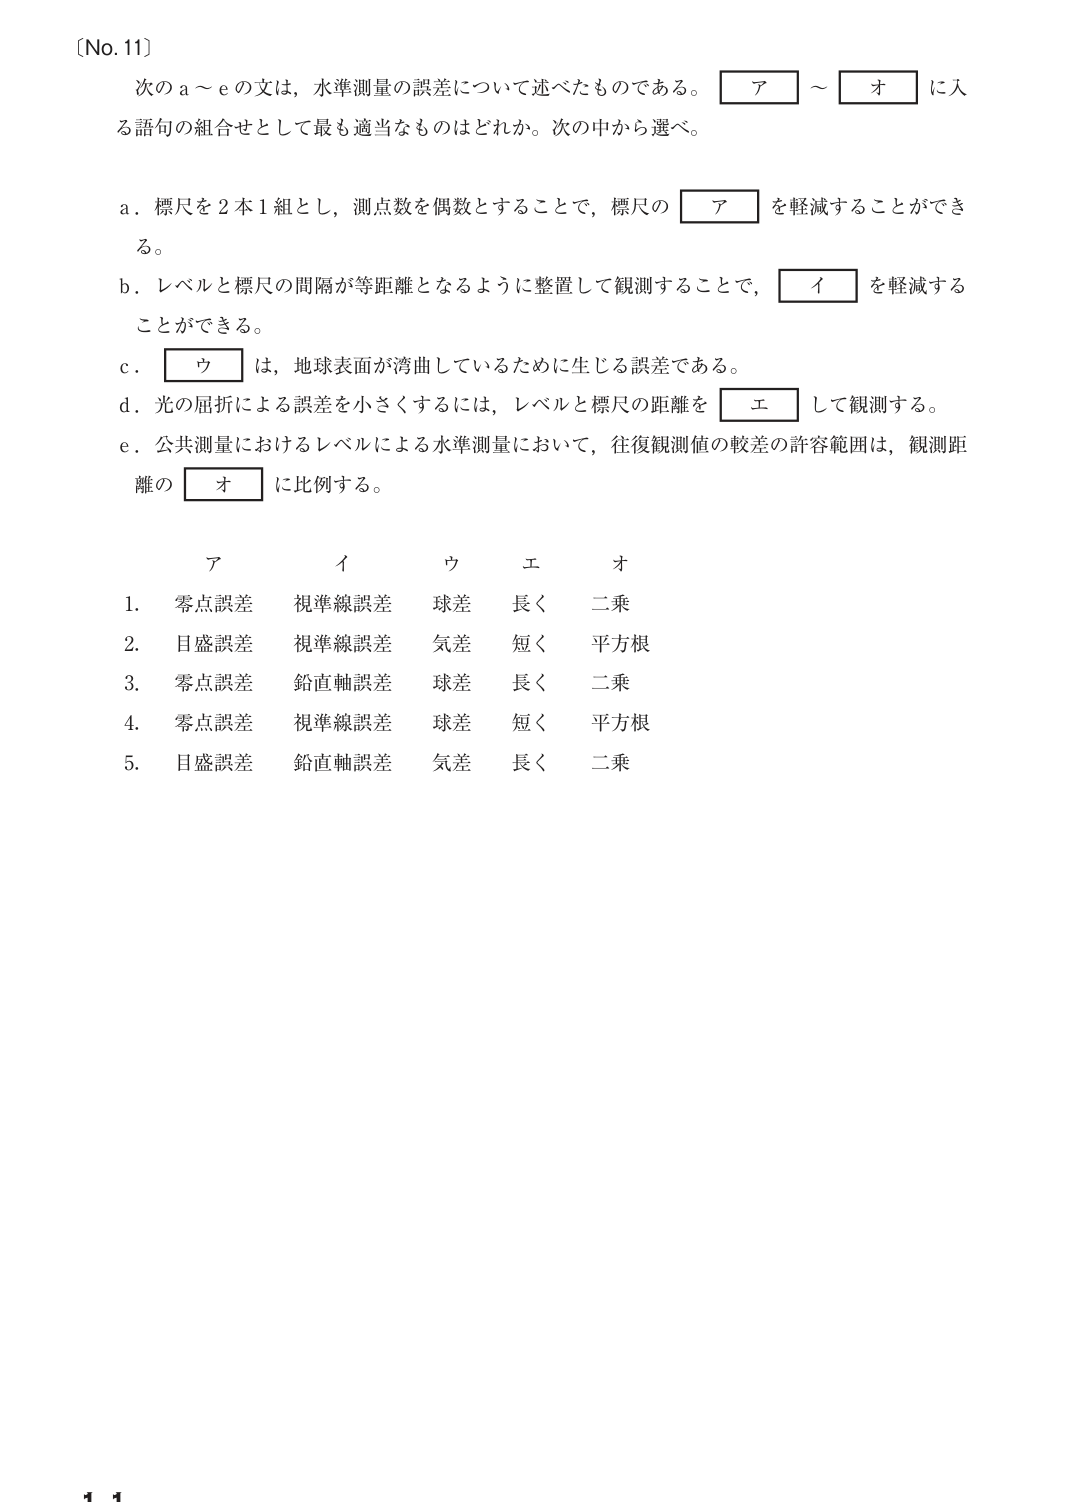 〔No. 11〕
次の a ～ e の文は，水準測量の誤差について述べたものである。 ア ～ オ に入
る語句の組合せとして最も適当なものはどれか。次の中から選べ。
a．標尺を 2 本 1 組とし，測点数を偶数とすることで，標尺の ア を軽減することができ
る。
b．レベルと標尺の間隔が等距離となるように整置して観測することで， イ を軽減する
ことができる。
c． ウ は，地球表面が湾曲しているために生じる誤差である。
d．光の屈折による誤差を小さくするには，レベルと標尺の距離を エ して観測する。
e．公共測量におけるレベルによる水準測量において，往復観測値の較差の許容範囲は，観測距
離の オ に比例する。
ア イ ウ エ オ
1. 零点誤差 視準線誤差 球差 長く 二乗
2. 目盛誤差 視準線誤差 気差 短く 平方根
3. 零点誤差 鉛直軸誤差 球差 長く 二乗
4. 零点誤差 視準線誤差 球差 短く 平方根
5. 目盛誤差 鉛直軸誤差 気差 長く 二乗